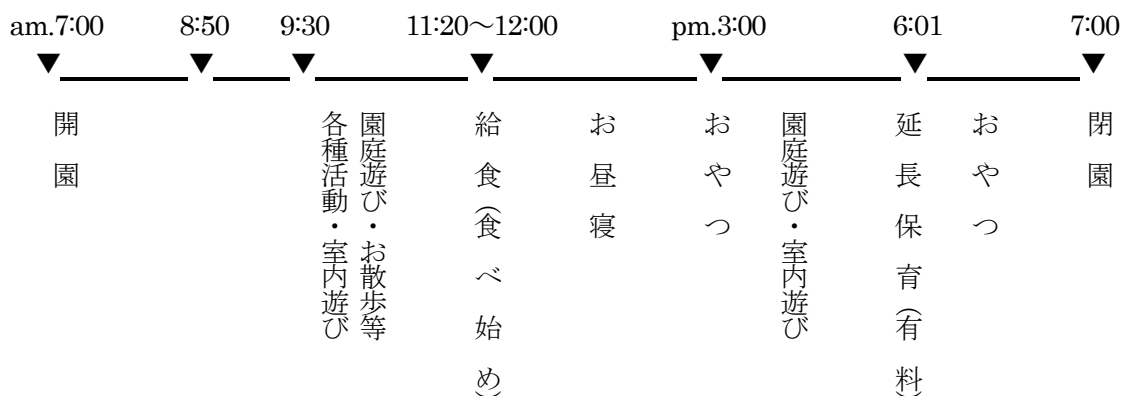 am.7:00 8:50 9:30 11:20～12:00 pm.3:00 6:01 7:00
開園
園庭遊び・お散歩等
各種活動・室内遊び
給食(食べ始め)
お昼寝
おやつ
園庭遊び・室内遊び
延長保育(有料)
おやつ
閉園